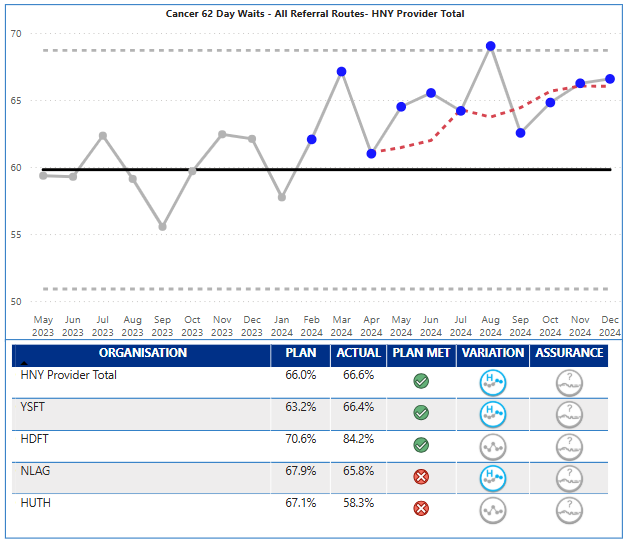 Cancer 62 Day Waits - All Referral Routes- HNY Provider Total
70
65
60
55
50
May 2023 Jun 2023 Jul 2023 Aug 2023 Sep 2023 Oct 2023 Nov 2023 Dec 2023 Jan 2024 Feb 2024 Mar 2024 Apr 2024 May 2024 Jun 2024 Jul 2024 Aug 2024 Sep 2024 Oct 2024 Nov 2024 Dec 2024
ORGANISATION PLAN ACTUAL PLAN MET VARIATION ASSURANCE
HNY Provider Total 66.0% 66.6% H ?
YSFT 63.2% 66.4% H ?
HDFT 70.6% 84.2% ?
NLAG 67.9% 65.8% H ?
HUTH 67.1% 58.3% ?